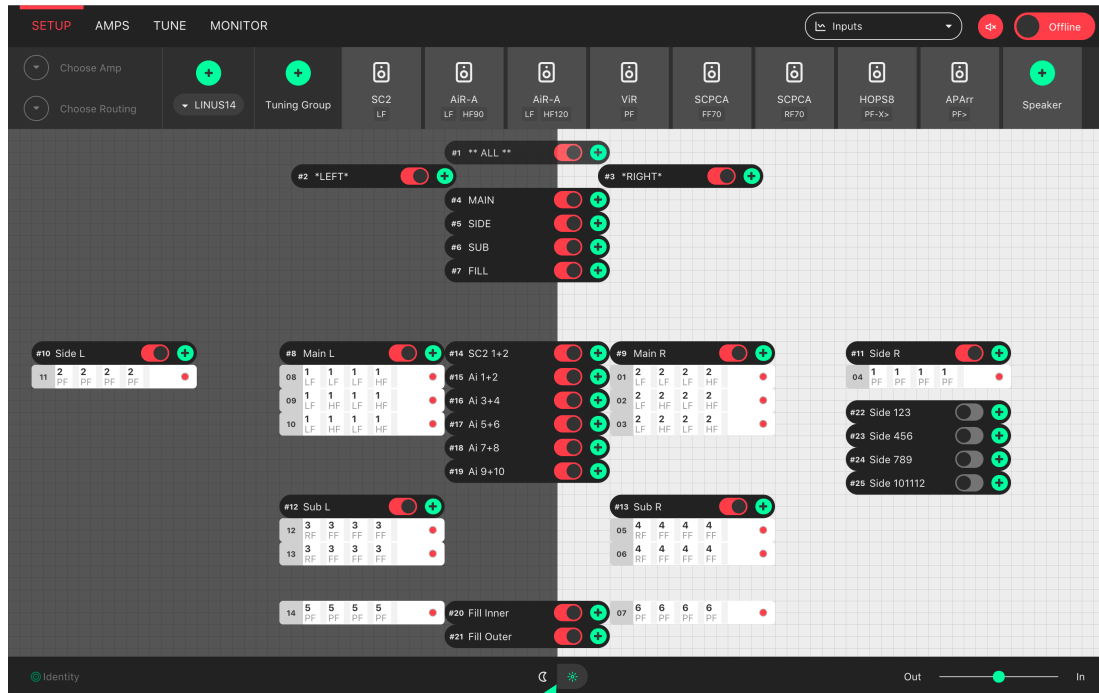 SETUP AMPS TUNE MONITOR Inputs Offline
Choose Amp
Choose Routing
LINUS14
Tuning Group
SC2
LF
AiR-A
LF HF90
AiR-A
LF HF120
ViR
PF
SCPCA
FF70
SCPCA
RF70
HOPS8
PF-X>
APArr
PF>
Speaker
#1 ** ALL **
#2 *LEFT*
#3 *RIGHT*
#4 MAIN
#5 SIDE
#6 SUB
#7 FILL
#10 Side L
11 2 2 2 2
PF PF PF PF
#8 Main L
08 1 1 1 1
LF LF LF HF
09 1 1 1 1
LF HF LF HF
10 1 1 1 1
LF HF LF HF
#14 SC2 1+2
#15 Ai 1+2
#16 Ai 3+4
#17 Ai 5+6
#18 Ai 7+8
#19 Ai 9+10
#9 Main R
01 2 2 2 2
LF LF LF HF
02 2 2 2 2
LF HF LF HF
03 2 2 2 2
LF HF LF HF
#11 Side R
04 1 1 1 1
PF PF PF PF
#22 Side 123
#23 Side 456
#24 Side 789
#25 Side 101112
#12 Sub L
12 3 3 3 3
RF FF FF FF
13 3 3 3 3
RF FF FF FF
#13 Sub R
05 4 4 4 4
RF FF FF FF
06 4 4 4 4
RF FF FF FF
14 5 5 5 5
PF PF PF PF
#20 Fill Inner
#21 Fill Outer
07 6 6 6 6
PF PF PF PF
Identity
Out In